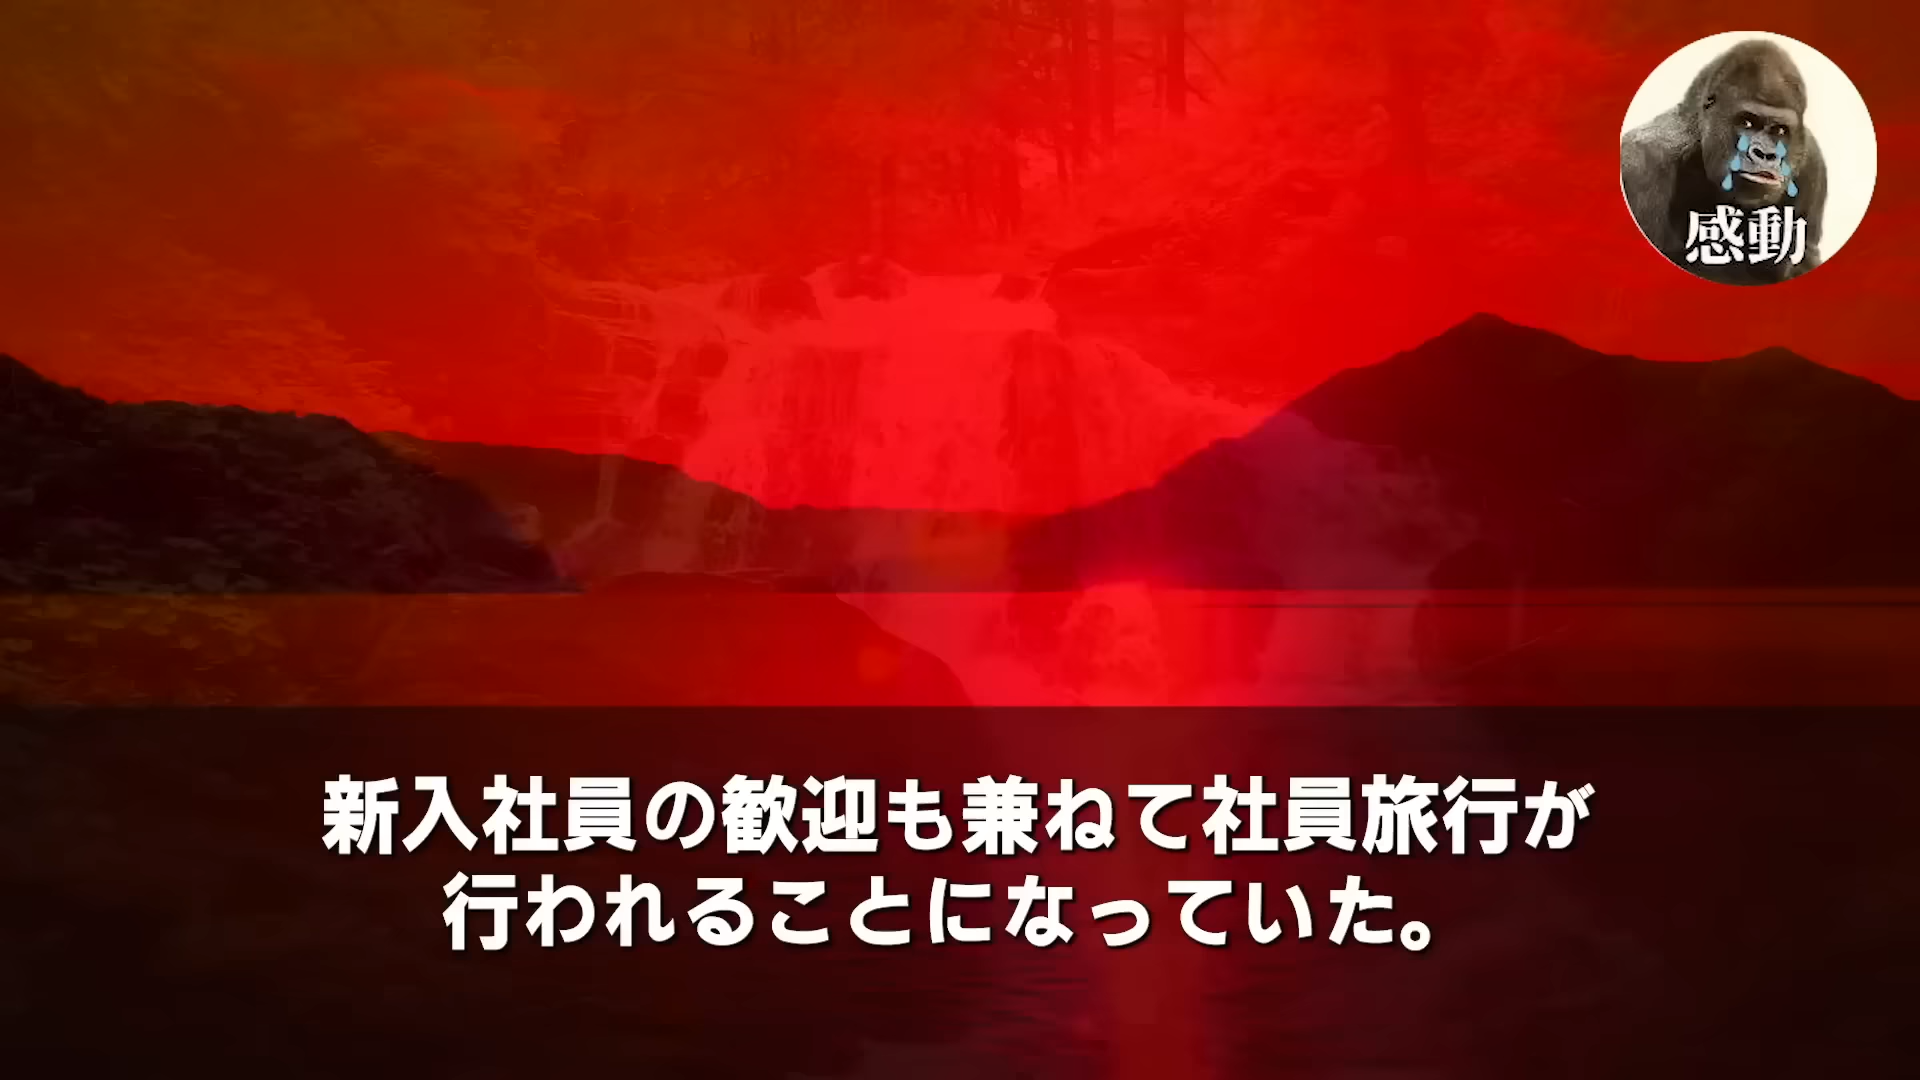 感動
新入社員の歓迎も兼ねて社員旅行が
行われることになっていた。